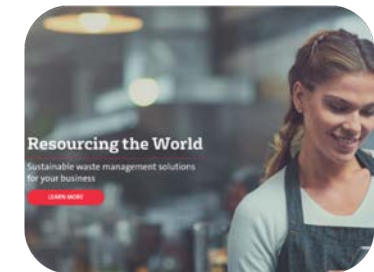 Resourcing the World
Sustainable waste management solutions
for your business
LEARN MORE